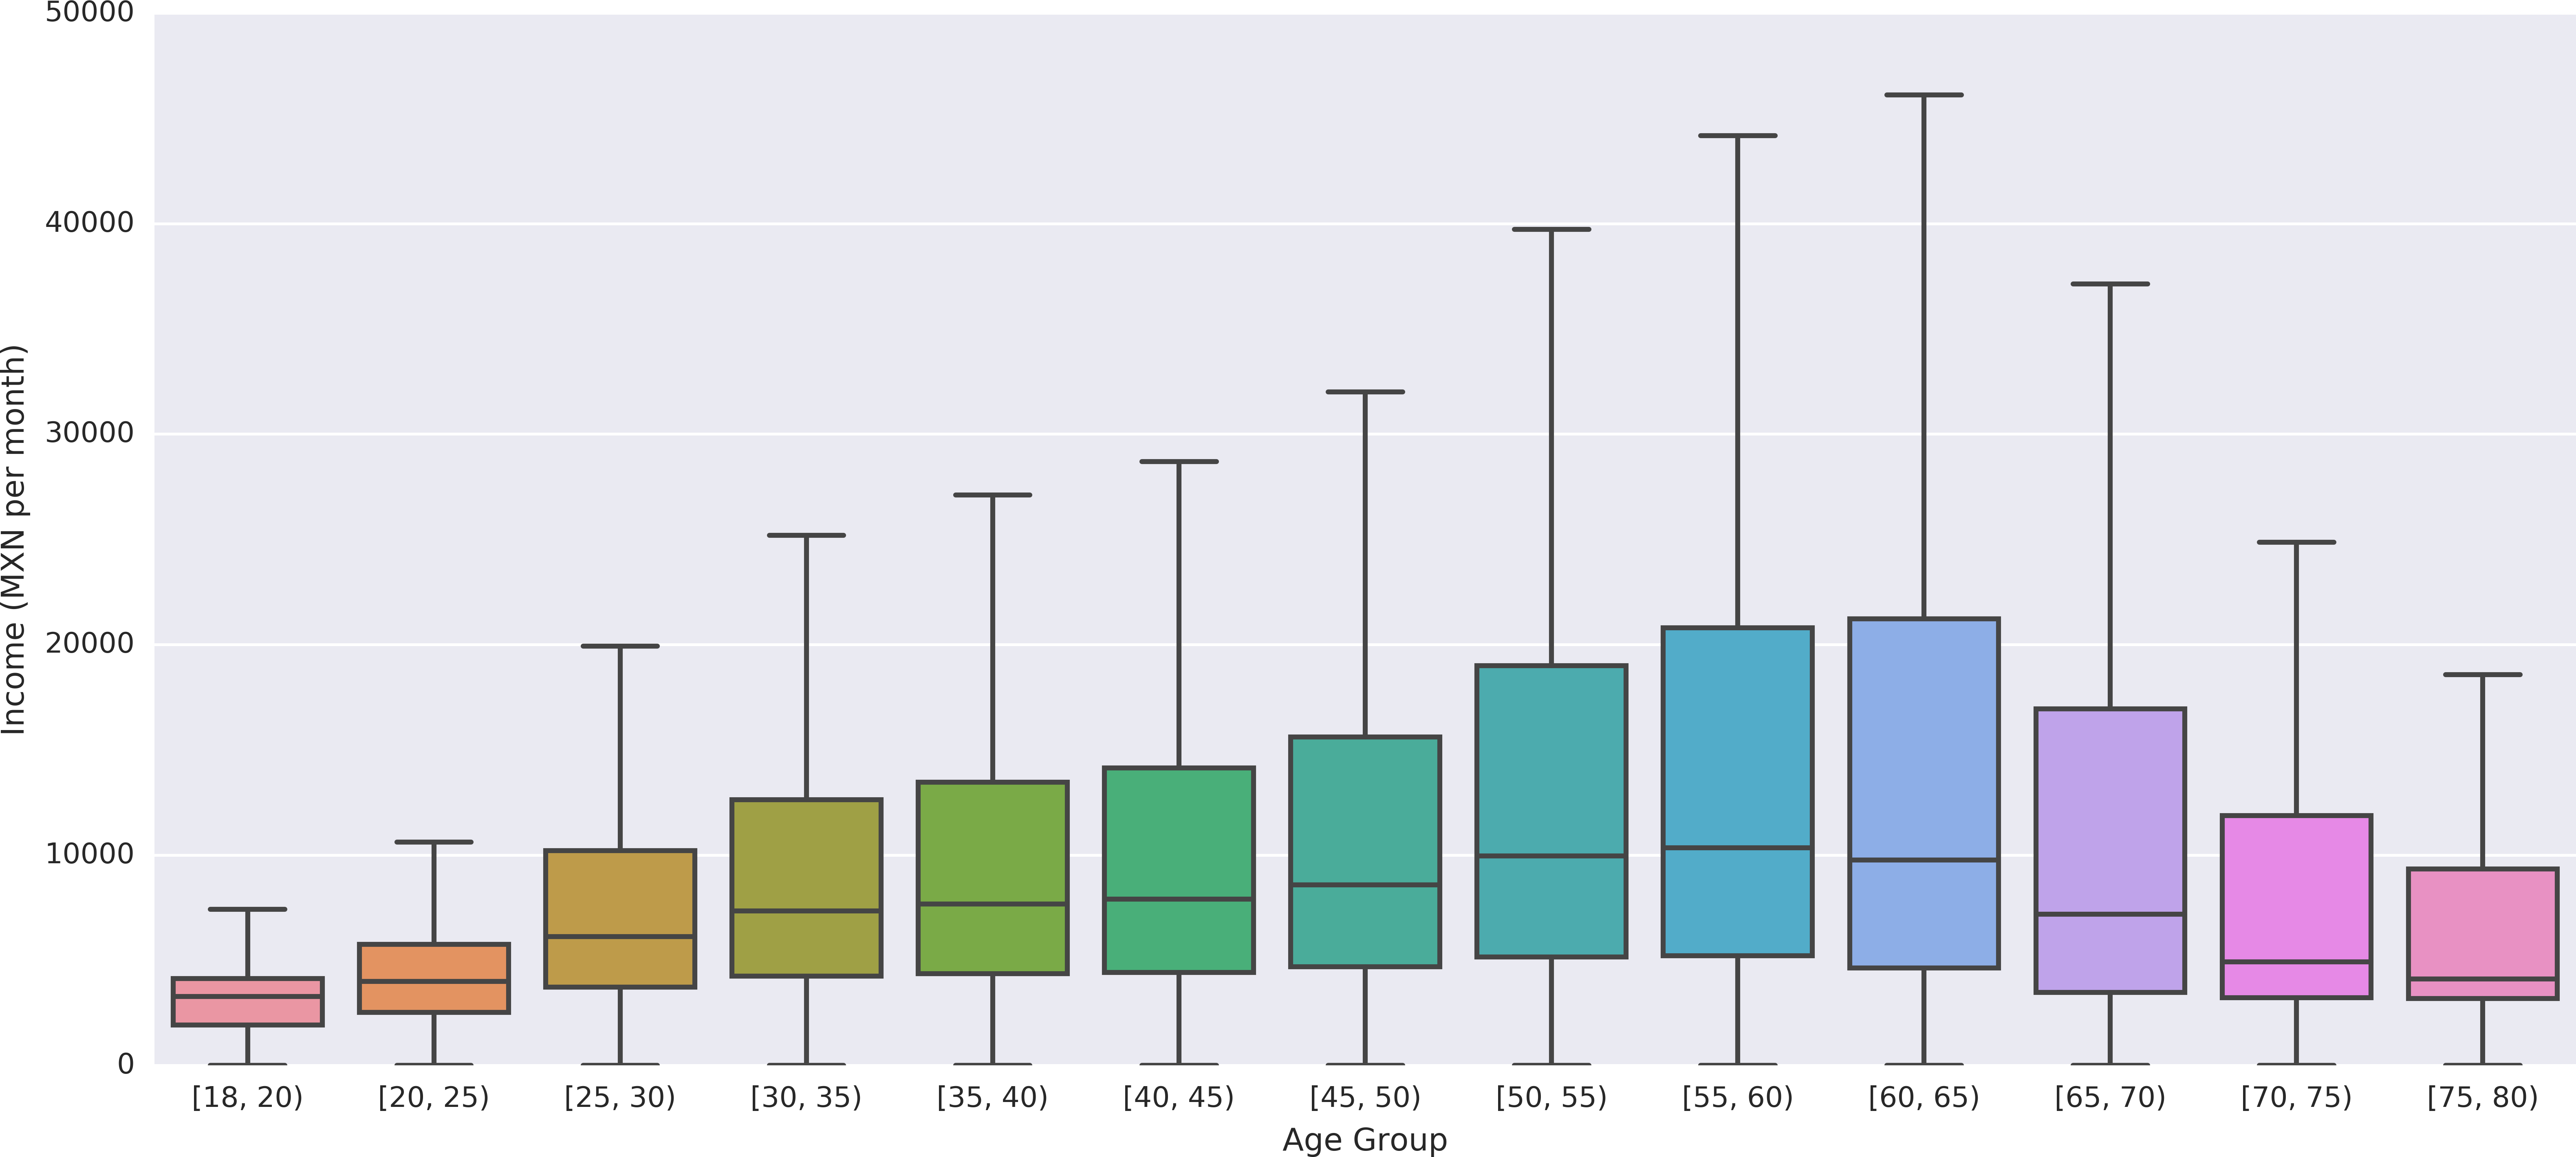 50000
40000
30000
20000
10000
0
Income (MXN per month)
[18, 20) [20, 25) [25, 30) [30, 35) [35, 40) [40, 45) [45, 50) [50, 55) [55, 60) [60, 65) [65, 70) [70, 75) [75, 80)
Age Group